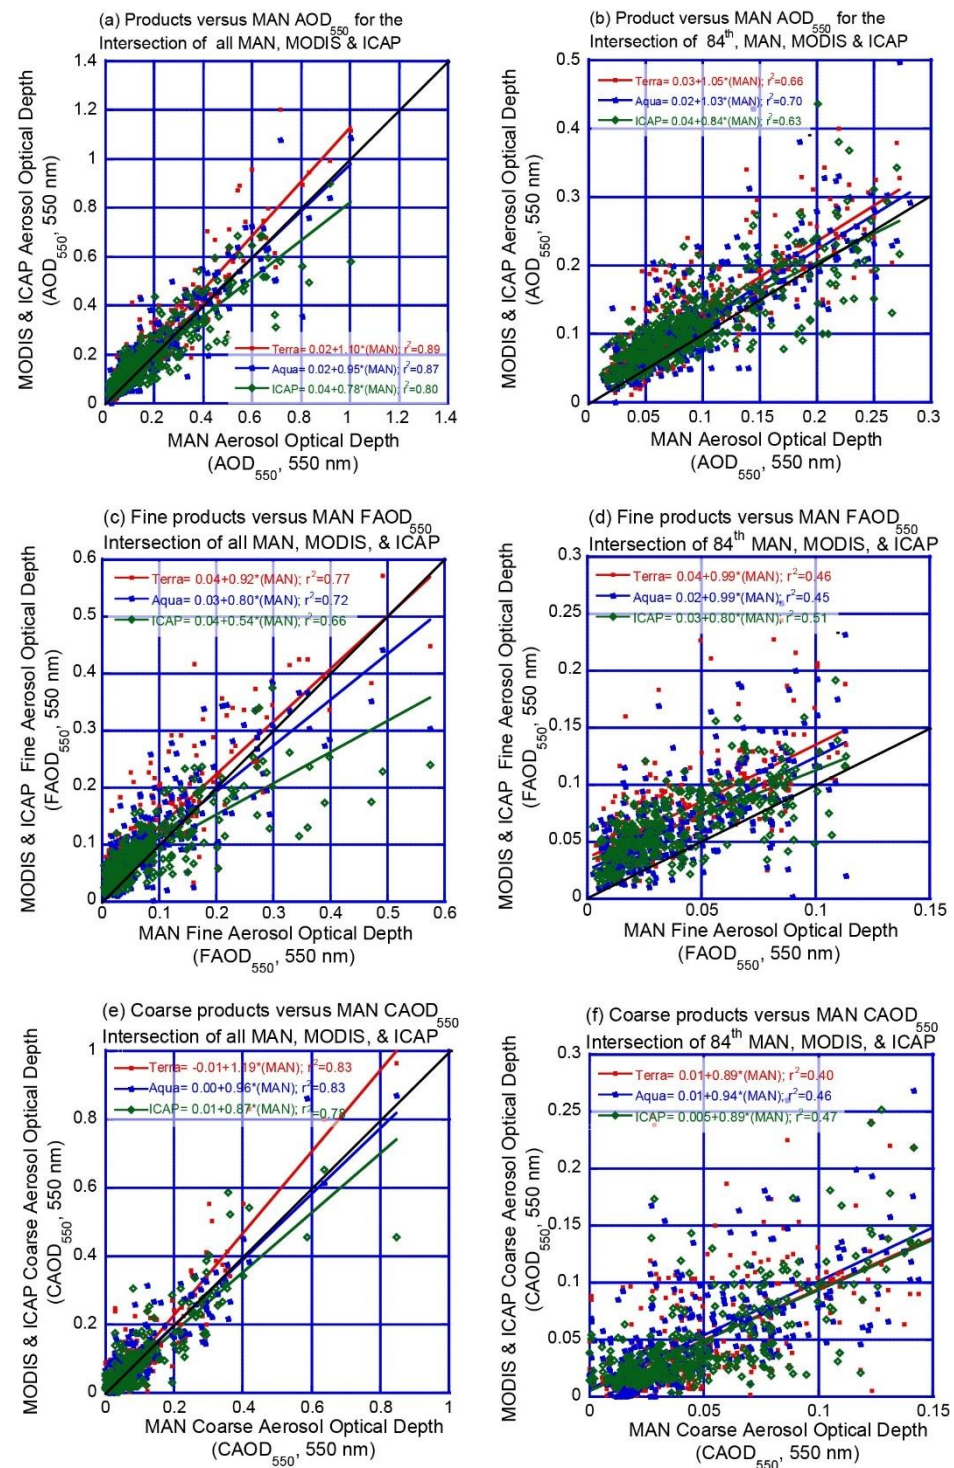 (a) Products versus MAN AOD550 for the
Intersection of all MAN, MODIS & ICAP
MODIS & ICAP Aerosol Optical Depth
(AOD550, 550 nm)
1.4
1.2
1
0.8
0.6
0.4
0.2
0
Terra= 0.02+1.10*(MAN); r2=0.89
Aqua= 0.02+0.95*(MAN); r2=0.87
ICAP= 0.04+0.78*(MAN); r2=0.80
0 0.2 0.4 0.6 0.8 1 1.2 1.4
MAN Aerosol Optical Depth
(AOD550, 550 nm)
(b) Product versus MAN AOD550 for the
Intersection of 84th, MAN, MODIS & ICAP
MODIS & ICAP Aerosol Optical Depth
(AOD550, 550 nm)
0.5
0.4
0.3
0.2
0.1
0
Terra= 0.03+1.05*(MAN); r2=0.66
Aqua= 0.02+1.03*(MAN); r2=0.70
ICAP= 0.04+0.84*(MAN); r2=0.63
0 0.05 0.1 0.15 0.2 0.25 0.3
MAN Aerosol Optical Depth
(AOD550, 550 nm)
(c) Fine products versus MAN FAOD550
Intersection of all MAN, MODIS, & ICAP
MODIS & ICAP Fine Aerosol Optical Depth
(FAOD550, 550 nm)
0.6
0.5
0.4
0.3
0.2
0.1
0
Terra= 0.04+0.92*(MAN); r2=0.77
Aqua= 0.03+0.80*(MAN); r2=0.72
ICAP= 0.04+0.54*(MAN); r2=0.66
0 0.1 0.2 0.3 0.4 0.5 0.6
MAN Fine Aerosol Optical Depth
(FAOD550, 550 nm)
(d) Fine products versus MAN FAOD550
Intersection of 84th MAN, MODIS, & ICAP
MODIS & ICAP Fine Aerosol Optical Depth
(FAOD550, 550 nm)
0.3
0.25
0.2
0.15
0.1
0.05
0
Terra= 0.04+0.99*(MAN); r2=0.46
Aqua= 0.02+0.99*(MAN); r2=0.45
ICAP= 0.03+0.80*(MAN); r2=0.51
0 0.05 0.1 0.15
MAN Fine Aerosol Optical Depth
(FAOD550, 550 nm)
(e) Coarse products versus MAN CAOD550
Intersection of all MAN, MODIS, & ICAP
MODIS & ICAP Coarse Aerosol Optical Depth
(CAOD550, 550 nm)
1
0.8
0.6
0.4
0.2
0
Terra= -0.01+1.19*(MAN); r2=0.83
Aqua= 0.00+0.96*(MAN); r2=0.83
ICAP= 0.01+0.87*(MAN); r2=0.78
0 0.2 0.4 0.6 0.8 1
MAN Coarse Aerosol Optical Depth
(CAOD550, 550 nm)
(f) Coarse products versus MAN CAOD550
Intersection of 84th MAN, MODIS, & ICAP
MODIS & ICAP Coarse Aerosol Optical Depth
(CAOD550, 550 nm)
0.3
0.25
0.2
0.15
0.1
0.05
0
Terra= 0.01+0.89*(MAN); r2=0.40
Aqua= 0.01+0.94*(MAN); r2=0.46
ICAP= 0.005+0.89*(MAN); r2=0.47
0 0.05 0.1 0.15
MAN Coarse Aerosol Optical Depth
(CAOD550, 550 nm)